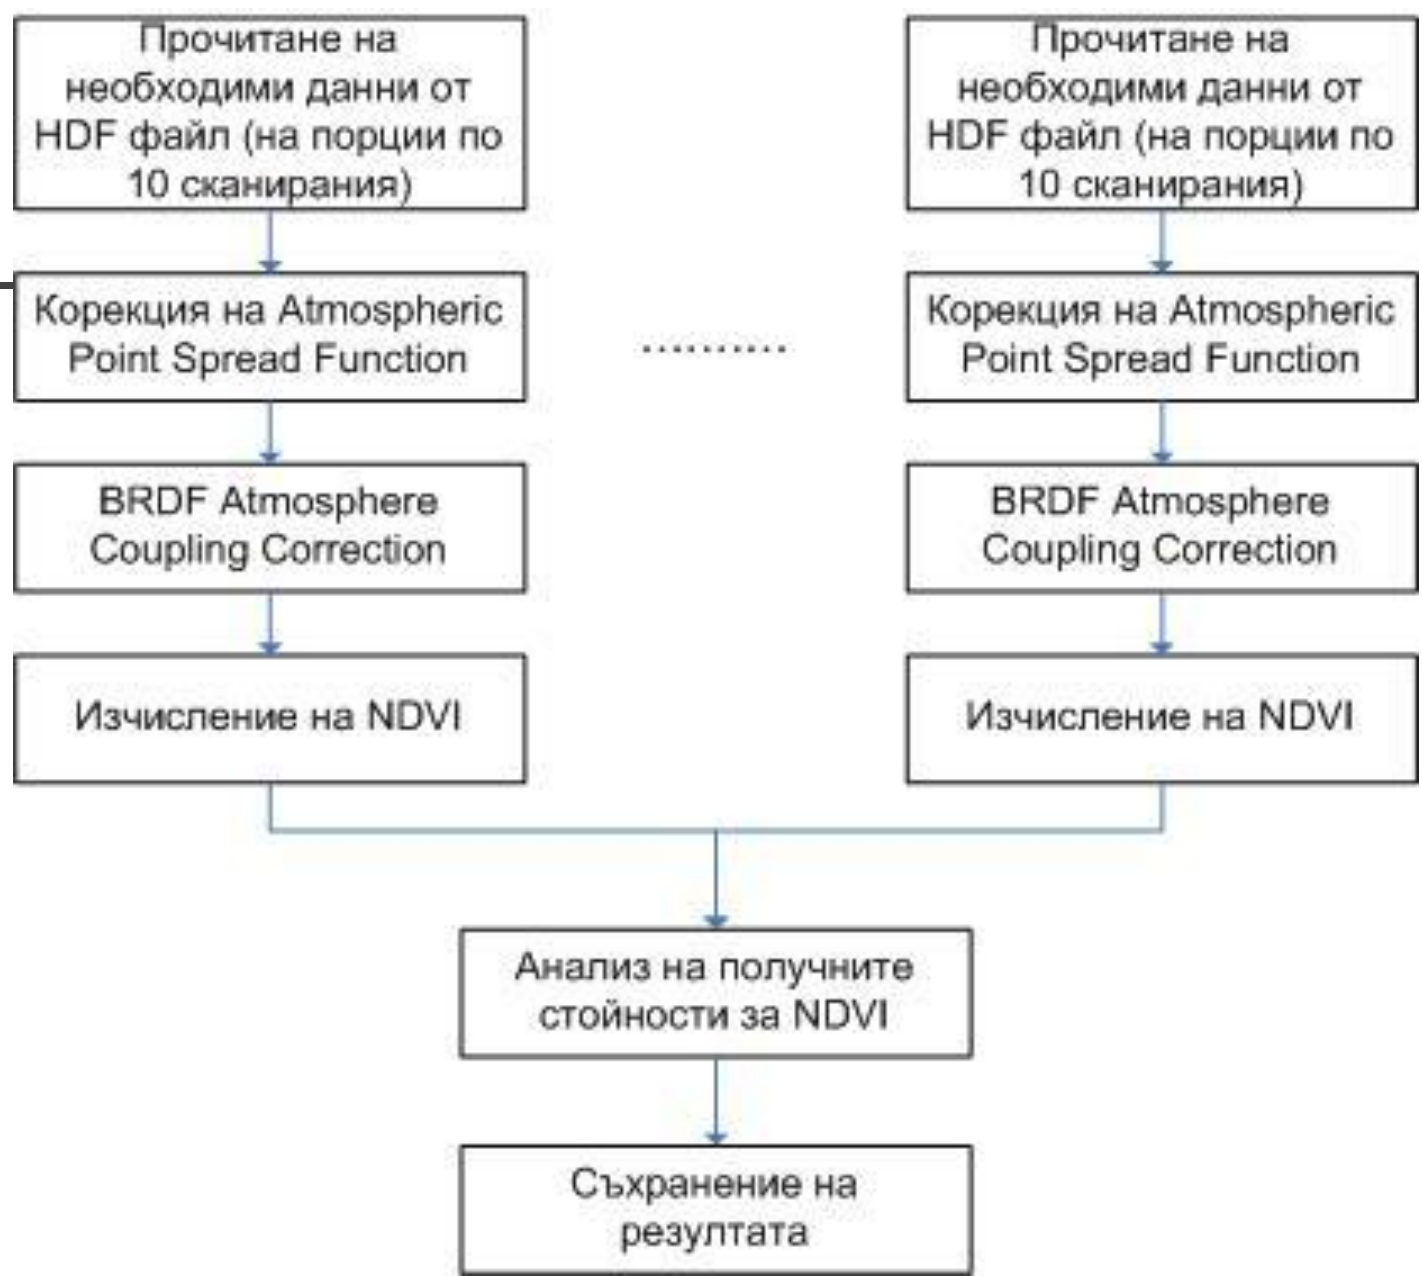 Прочитане на
необходими данни от
HDF файл (на порции по
10 сканирания)
Корекция на Atmospheric
Point Spread Function
BRDF Atmosphere
Coupling Correction
Изчисление на NDVI
..........
Прочитане на
необходими данни от
HDF файл (на порции по
10 сканирания)
Корекция на Atmospheric
Point Spread Function
BRDF Atmosphere
Coupling Correction
Изчисление на NDVI
Анализ на получните
стойности за NDVI
Съхранение на
резултата